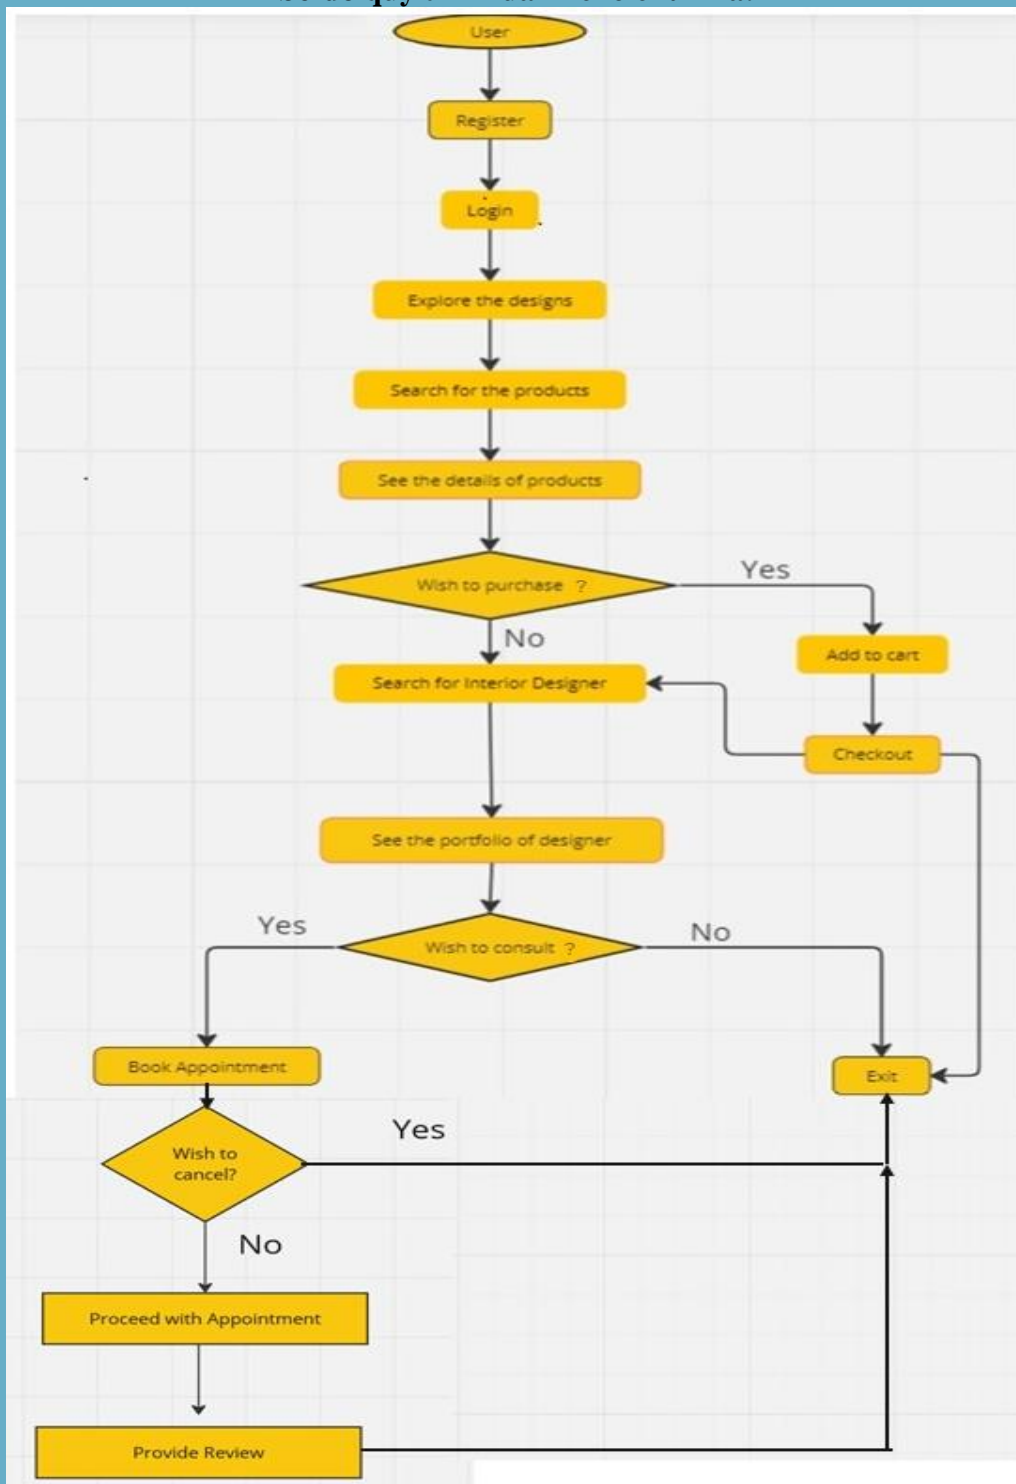 User
Register
Login
Explore the designs
Search for the products
See the details of products
Wish to purchase ?
Yes
No
Add to cart
Search for Interior Designer
Checkout
See the portfolio of designer
Yes
Wish to consult ?
No
Book Appointment
Exit
Wish to
cancel?
Yes
No
Proceed with Appointment
Provide Review